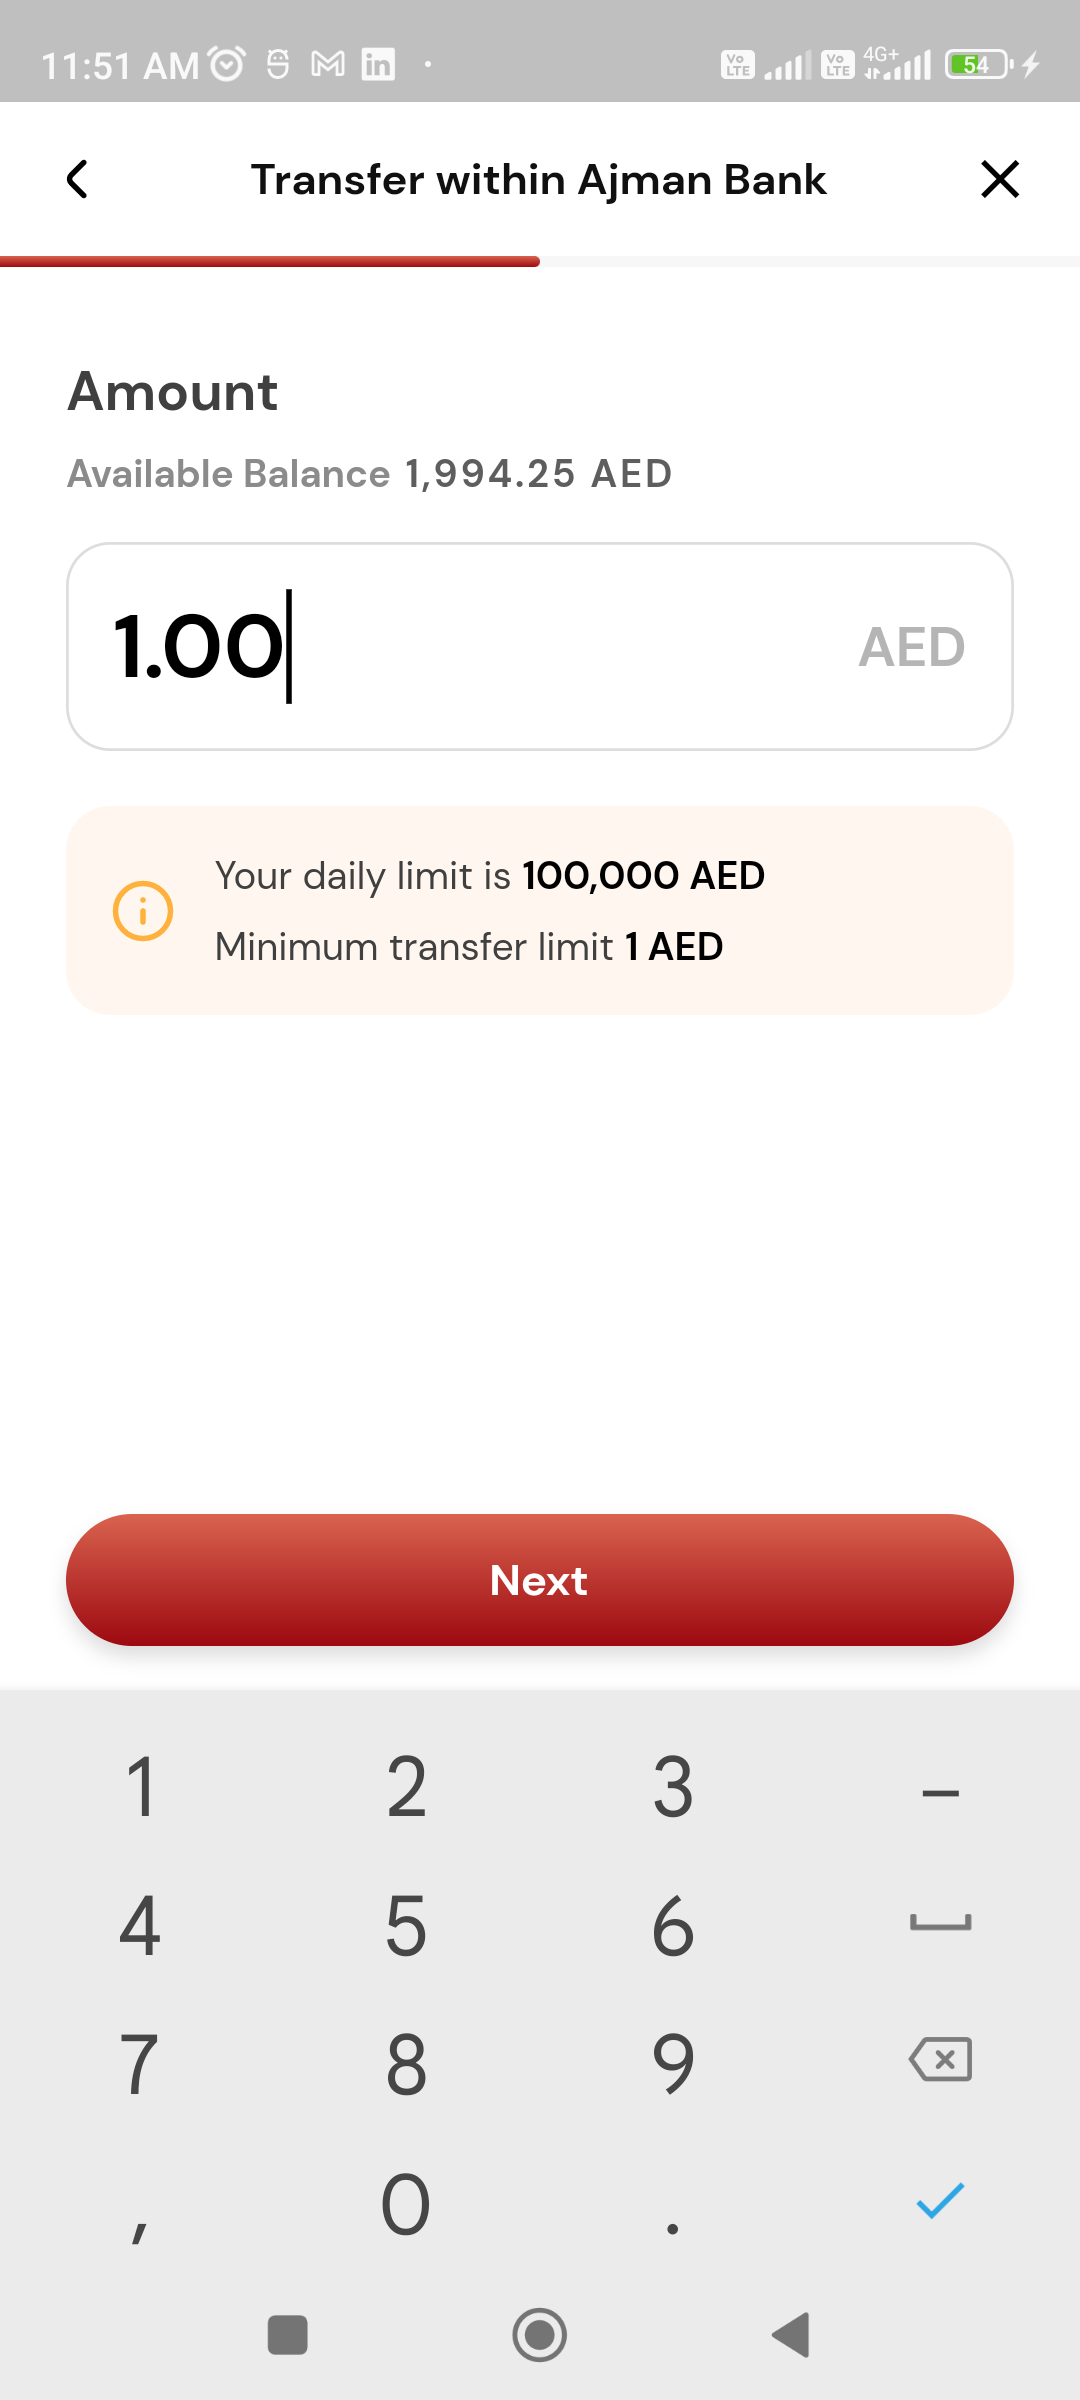 11:51 AM
Vo LTE Vo LTE 4G+ 54
Transfer within Ajman Bank
Amount
Available Balance 1,994.25 AED
1.00 AED
Your daily limit is 100,000 AED
Minimum transfer limit 1 AED
Next
1 2 3 –
4 5 6
7 8 9
, 0 .